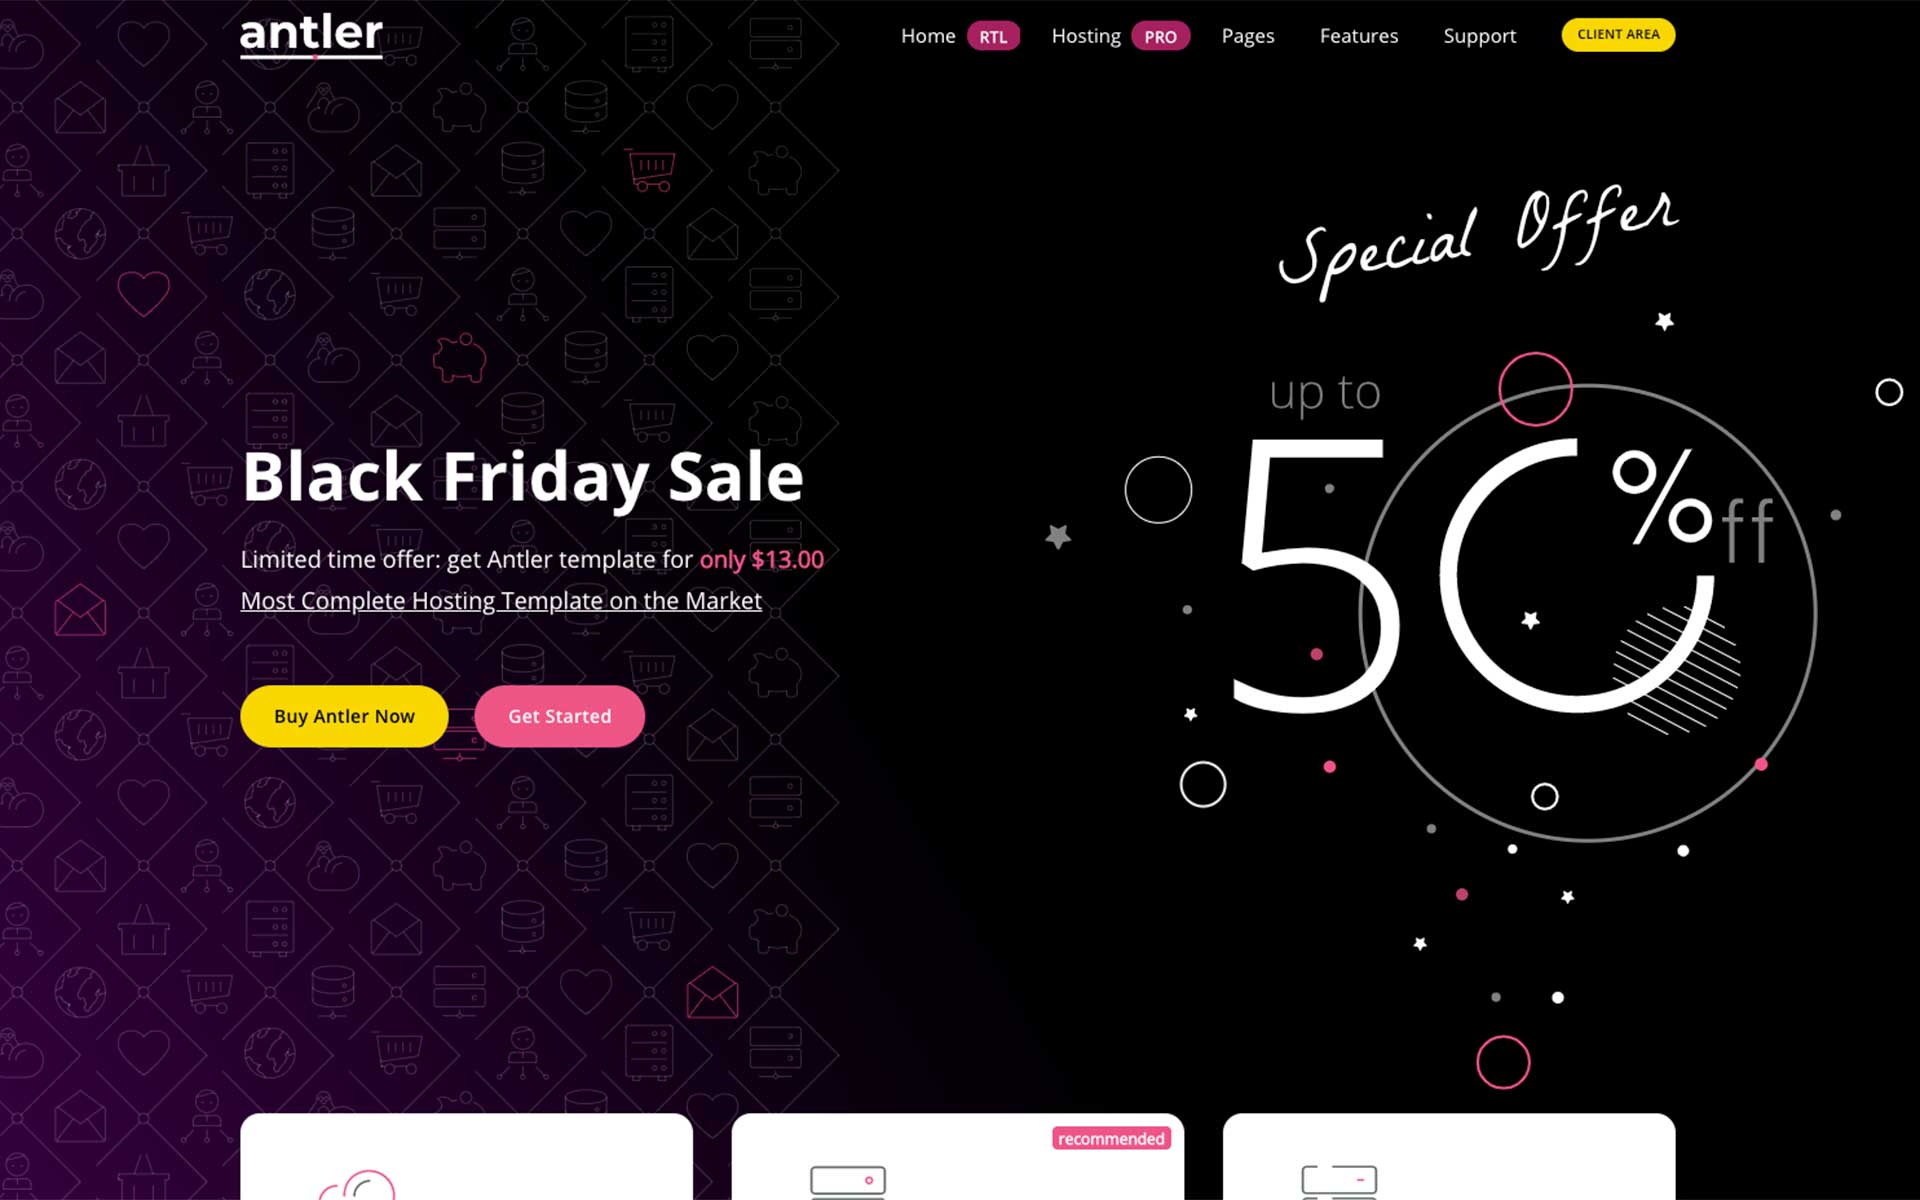 antler
Home RTL Hosting PRO Pages Features Support CLIENT AREA
Special Offer
up to
50%off
Black Friday Sale
Limited time offer: get Antler template for only $13.00
Most Complete Hosting Template on the Market
Buy Antler Now Get Started
recommended